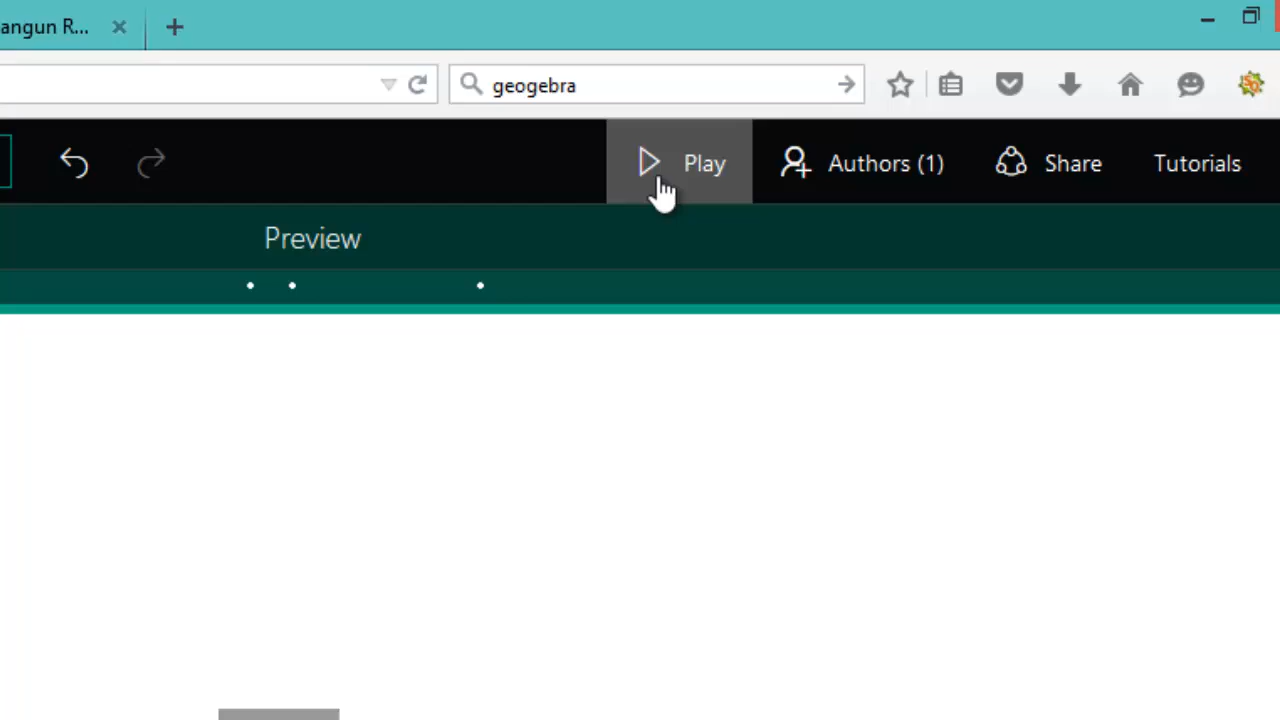 angun R...
geogebra
Play
Authors (1)
Share
Tutorials
Preview